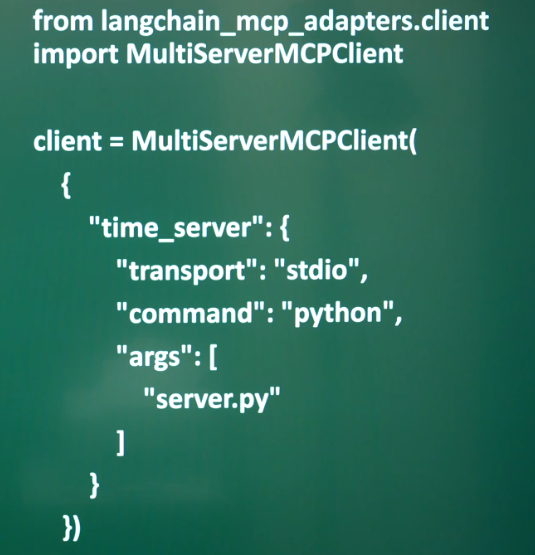 from langchain_mcp_adapters.client
import MultiServerMCPClient
client = MultiServerMCPClient(
{
"time_server": {
"transport": "stdio",
"command": "python",
"args": [
"server.py"
]
}
})